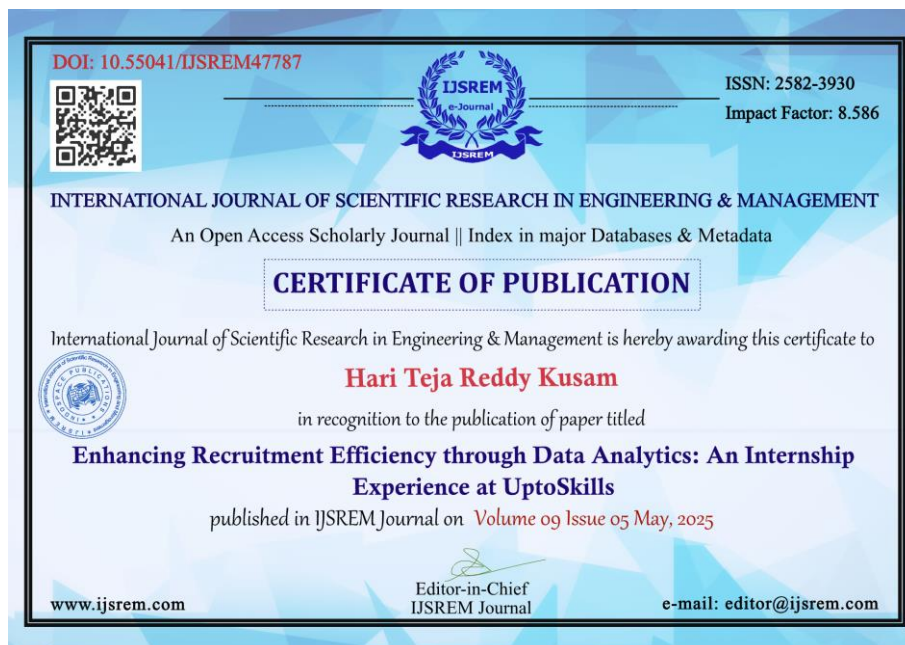 DOI: 10.55041/IJSREM47787
IJSREM
e-Journal
IJSREM
ISSN: 2582-3930
Impact Factor: 8.586
INTERNATIONAL JOURNAL OF SCIENTIFIC RESEARCH IN ENGINEERING & MANAGEMENT
An Open Access Scholarly Journal || Index in major Databases & Metadata
CERTIFICATE OF PUBLICATION
International Journal of Scientific Research in Engineering & Management is hereby awarding this certificate to
Hari Teja Reddy Kusam
in recognition to the publication of paper titled
Enhancing Recruitment Efficiency through Data Analytics: An Internship
Experience at UptoSkills
published in IJSREM Journal on Volume 09 Issue 05 May, 2025
Editor-in-Chief
IJSREM Journal
www.ijsrem.com
e-mail: editor@ijsrem.com